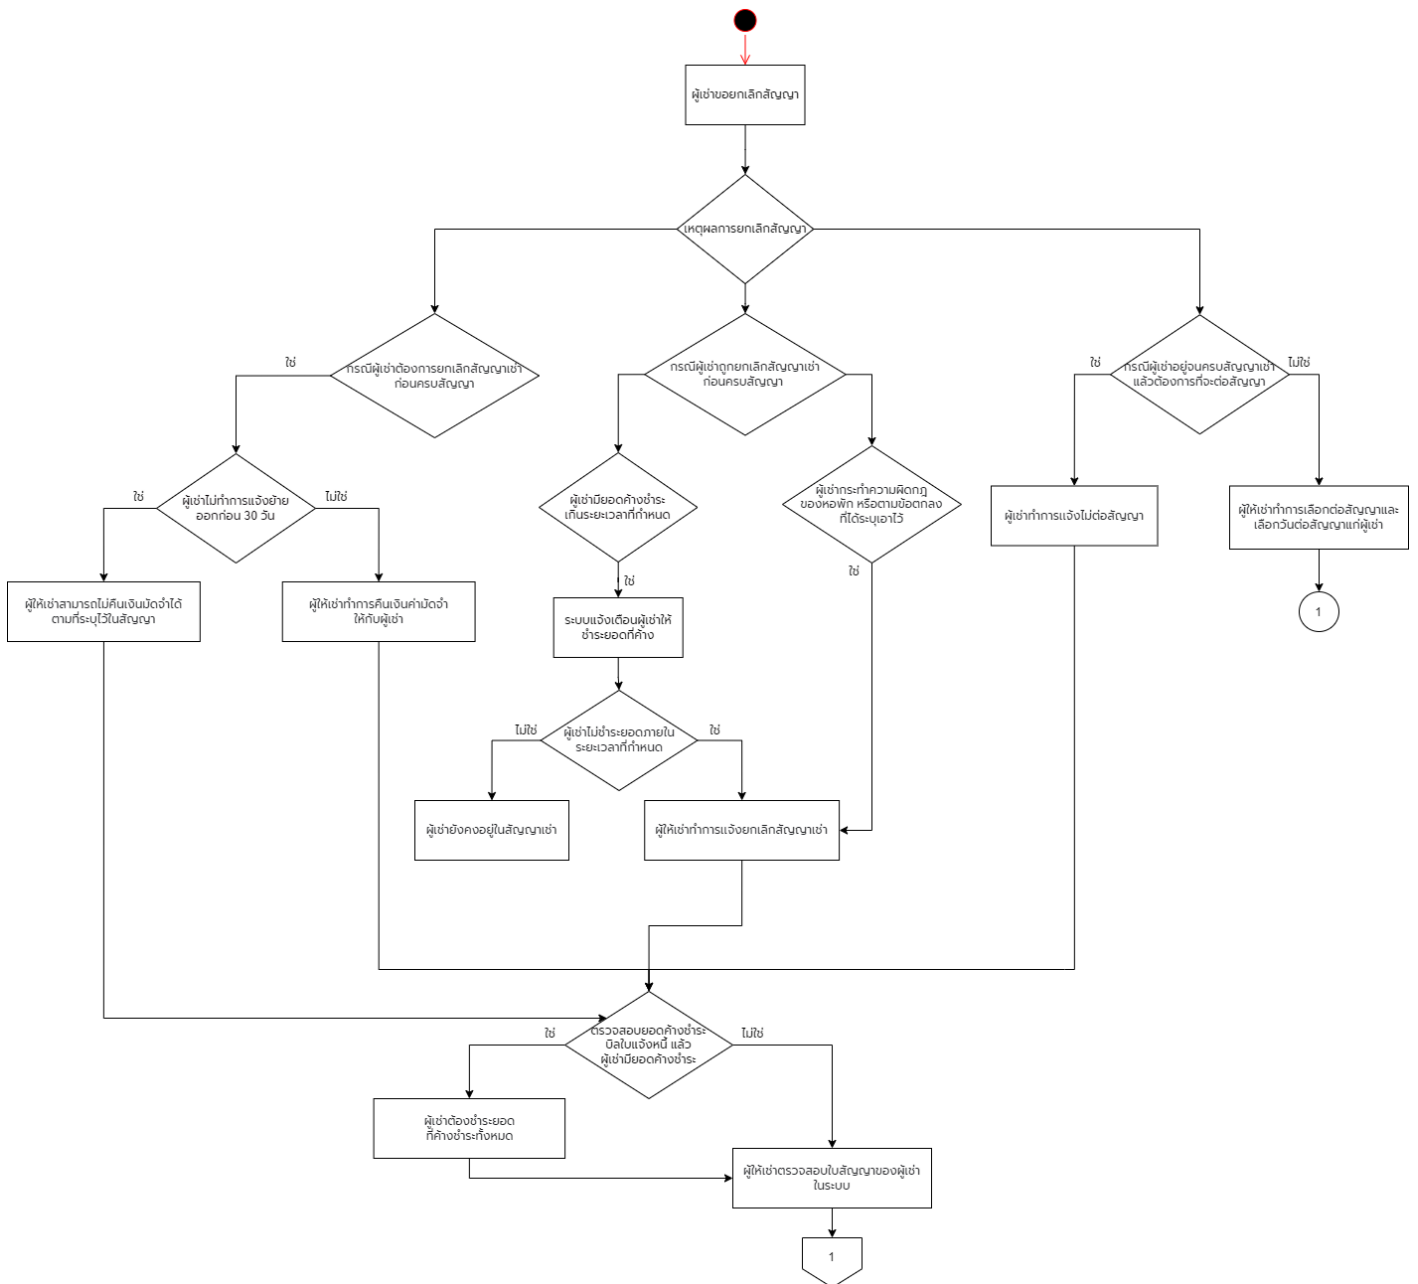 ผู้เช่าขอยกเลิกสัญญา
เหตุผลการยกเลิกสัญญา
ใช่
กรณีผู้เช่าต้องการยกเลิกสัญญาเช่า
ก่อนครบสัญญา
กรณีผู้เช่าถูกยกเลิกสัญญาเช่า
ก่อนครบสัญญา
ใช่
กรณีผู้เช่าอยู่จนครบสัญญาเช่า
แล้วต้องการที่จะต่อสัญญา
ไม่ใช่
ใช่
ผู้เช่าไม่ทำการแจ้งย้าย
ออกก่อน 30 วัน
ไม่ใช่
ผู้เช่ามียอดค้างชำระ
เกินระยะเวลาที่กำหนด
ผู้เช่ากระทำความผิดกฎ
ของหอพัก หรือตามข้อตกลง
ที่ได้ระบุเอาไว้
ผู้เช่าทำการแจ้งไม่ต่อสัญญา
ผู้ให้เช่าทำการเลือกต่อสัญญาและ
เลือกวันต่อสัญญาแก่ผู้เช่า
ใช่
ใช่
ผู้ให้เช่าสามารถไม่คืนเงินมัดจำได้
ตามที่ระบุไว้ในสัญญา
ผู้ให้เช่าทำการคืนเงินค่ามัดจำ
ให้กับผู้เช่า
ระบบแจ้งเตือนผู้เช่าให้
ชำระยอดที่ค้าง
1
ไม่ใช่
ผู้เช่าไม่ชำระยอดภายใน
ระยะเวลาที่กำหนด
ใช่
ผู้เช่ายังคงอยู่ในสัญญาเช่า
ผู้ให้เช่าทำการแจ้งยกเลิกสัญญาเช่า
ใช่
ตรวจสอบยอดค้างชำระ
บิลใบแจ้งหนี้ แล้ว
ผู้เช่ามียอดค้างชำระ
ไม่ใช่
ผู้เช่าต้องชำระยอด
ที่ค้างชำระทั้งหมด
ผู้ให้เช่าตรวจสอบใบสัญญาของผู้เช่า
ในระบบ
1